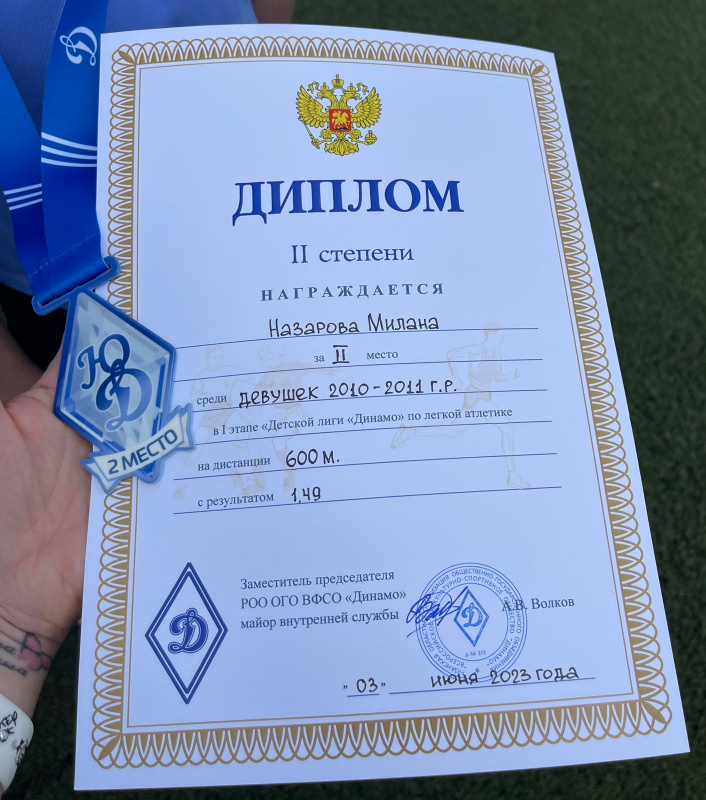 Д
ДИПЛОМ
II степени
НАГРАЖДАЕТСЯ
Назарова Милана
за II место
среди девушек 2010-2011 г.р.
в I этапе «Детской лиги «Динамо» по легкой атлетике
на дистанции 600 м.
с результатом 1,49
ЮД
2 МЕСТО
Заместитель председателя
РОО ОГО ВФСО «Динамо»
майор внутренней службы
А.В. Волков
Д
"03" июня 2023 года